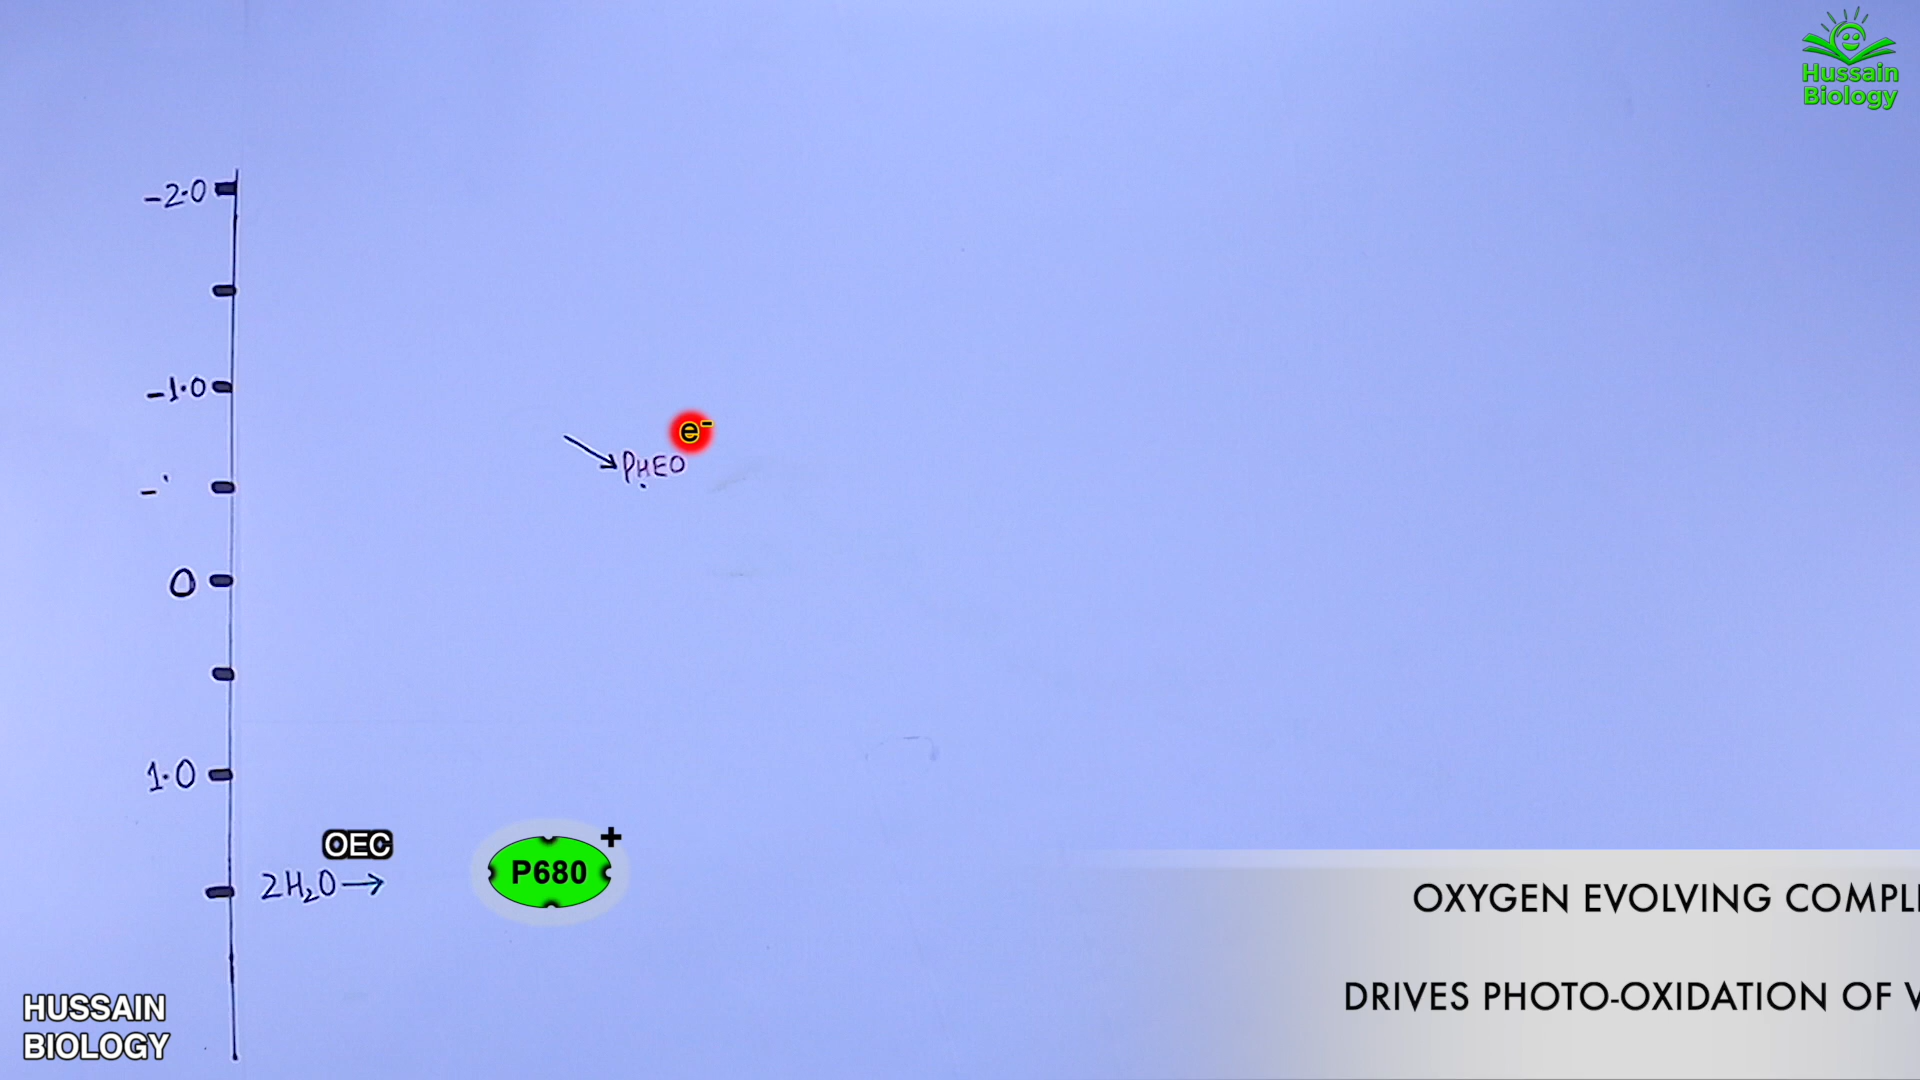 Hussain
Biology
-2.0
-1.0
e-
PHEO
0
1.0
OEC
2H₂O→
P680
+
OXYGEN EVOLVING
DRIVES PHOTO-OXIDATION OF
HUSSAIN
BIOLOGY